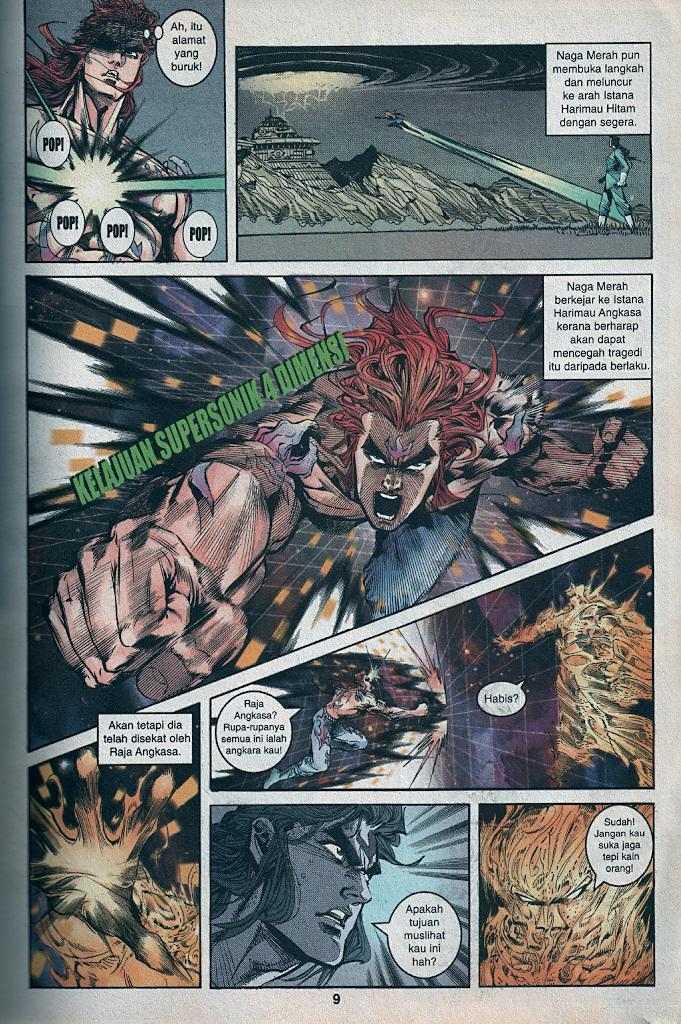 Ah, itu
alamat
yang
buruk!
POP!
POP!
POP!
POP!
Naga Merah pun
membuka langkah
dan meluncur
ke arah Istana
Harimau Hitam
dengan segera.
Naga Merah
berkejar ke Istana
Harimau Angkasa
kerana berharap
akan dapat
mencegah tragedi
itu daripada berlaku.
KELAJUAN SUPERSONIK 4 DIMENSI
Raja
Angkasa?
Rupa-rupanya
semua ini ialah
angkara kau!
Habis?
Akan tetapi dia
telah disekat oleh
Raja Angkasa.
Apakah
tujuan
muslihat
kau ini
hah?
Sudah!
Jangan kau
suka jaga
tepi kain
orang!
9